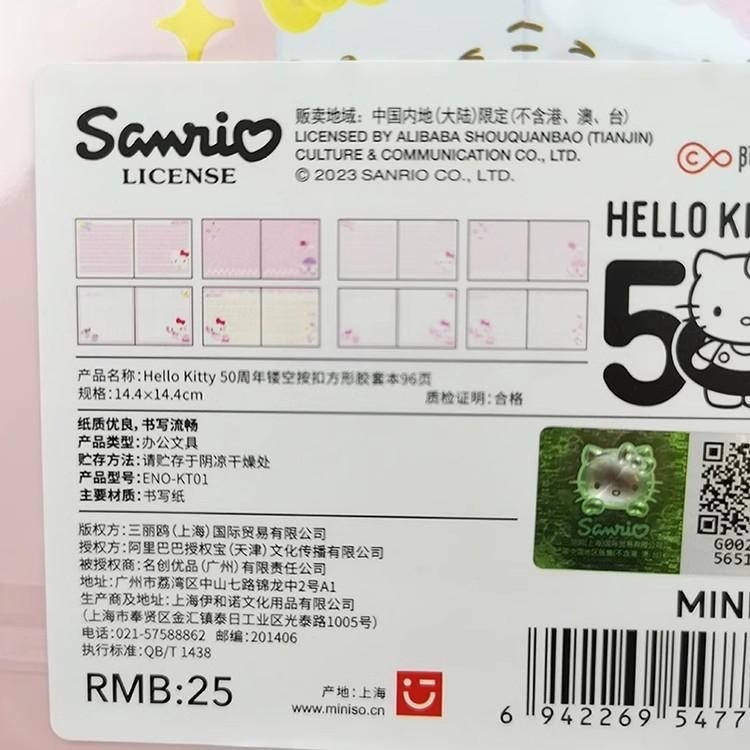 Sanrio
LICENSE
贩卖地域：中国内地(大陆)限定(不含港、澳、台)
LICENSED BY ALIBABA SHOUQUANBAO (TIANJIN)
CULTURE & COMMUNICATION CO., LTD.
© 2023 SANRIO CO., LTD.
HELLO KI
50
产品名称：Hello Kitty 50周年镂空按扣方形胶套本96页
规格：14.4×14.4cm
质检证明：合格
纸质优良，书写流畅
产品类型：办公文具
贮存方法：请贮存于阴凉干燥处
产品型号：ENO-KT01
主要材质：书写纸
Sanrio
G002
5651
版权方：三丽鸥(上海)国际贸易有限公司
授权方：阿里巴巴授权宝(天津)文化传播有限公司
被授权商：名创优品(广州)有限责任公司
地址：广州市荔湾区中山七路锦龙中2号A1
生产商及地址：上海伊和诺文化用品有限公司
(上海市奉贤区金汇镇泰日工业区光泰路1005号)
电话：021-57588862 邮编：201406
执行标准：QB/T 1438
RMB:25
产地：上海
www.miniso.cn
MINI
6 942269 5477